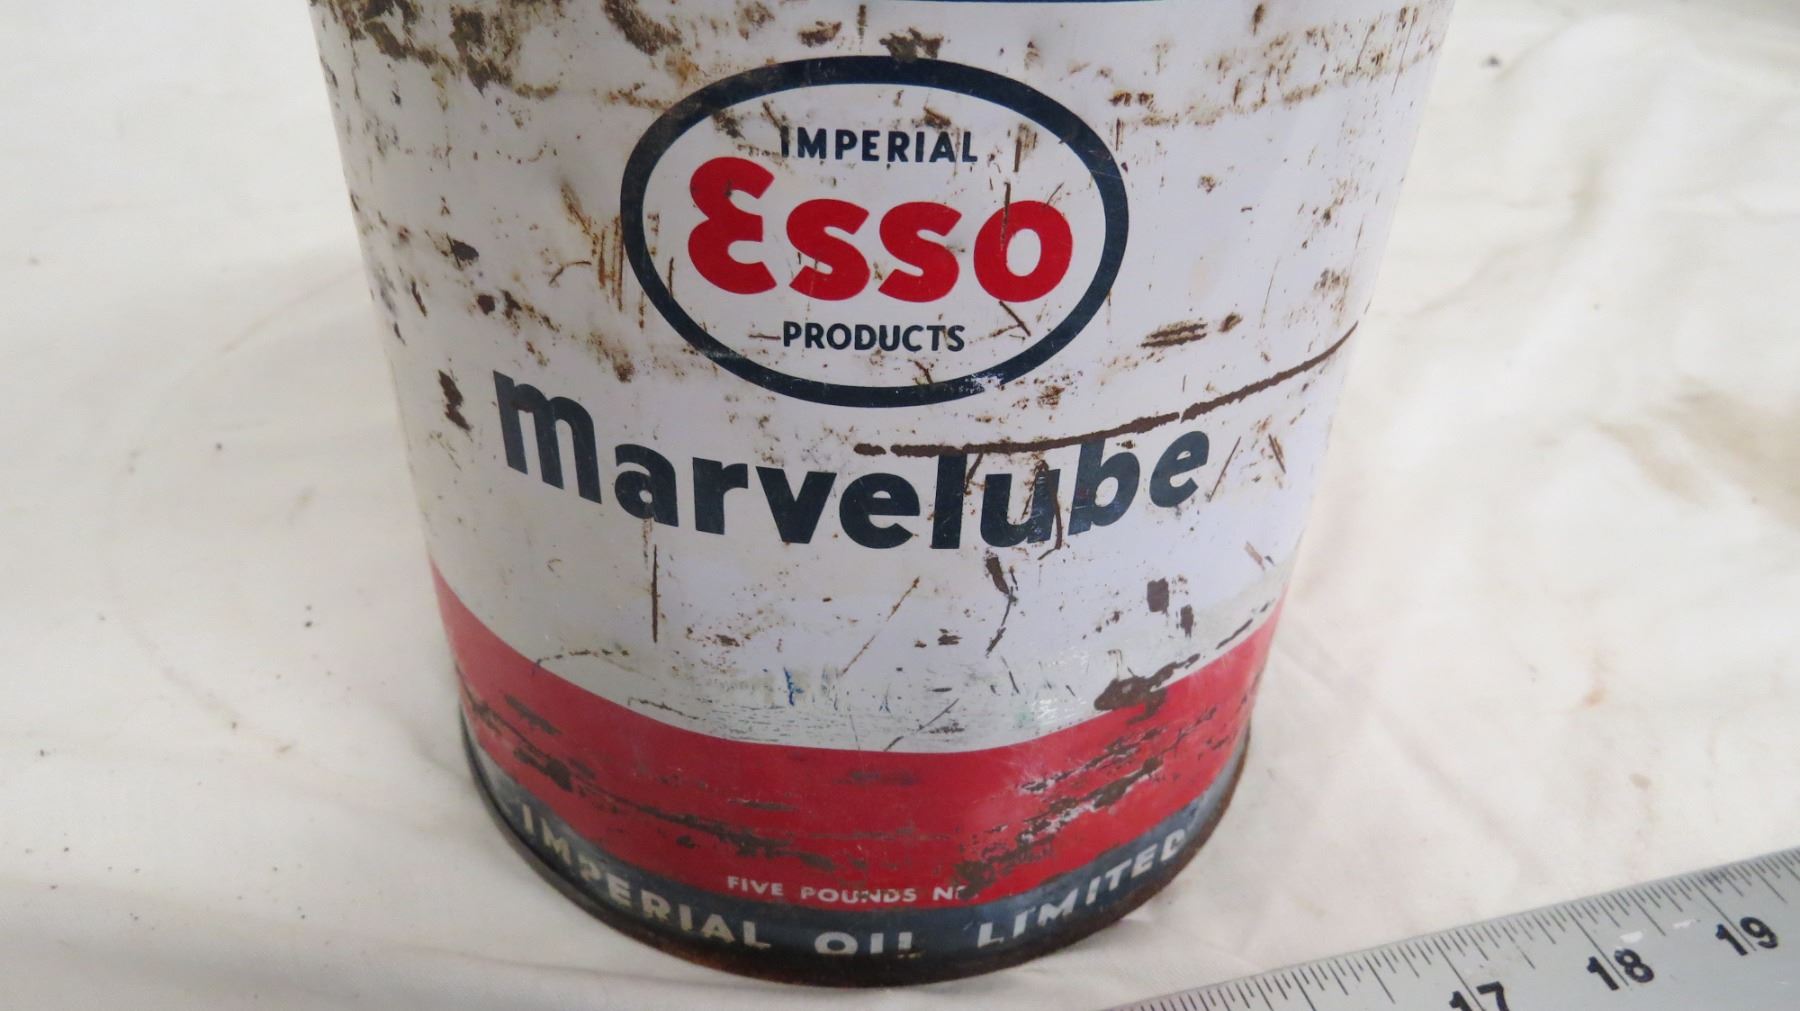 IMPERIAL
Esso
PRODUCTS
marvelube
FIVE POUNDS
IMPERIAL OIL LIMITED
17 18 19